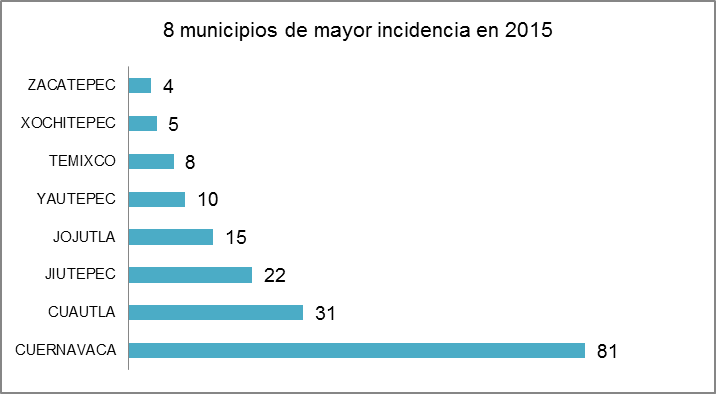 8 municipios de mayor incidencia en 2015
ZACATEPEC 4
XOCHITEPEC 5
TEMIXCO 8
YAUTEPEC 10
JOJUTLA 15
JIUTEPEC 22
CUAUTLA 31
CUERNAVACA 81